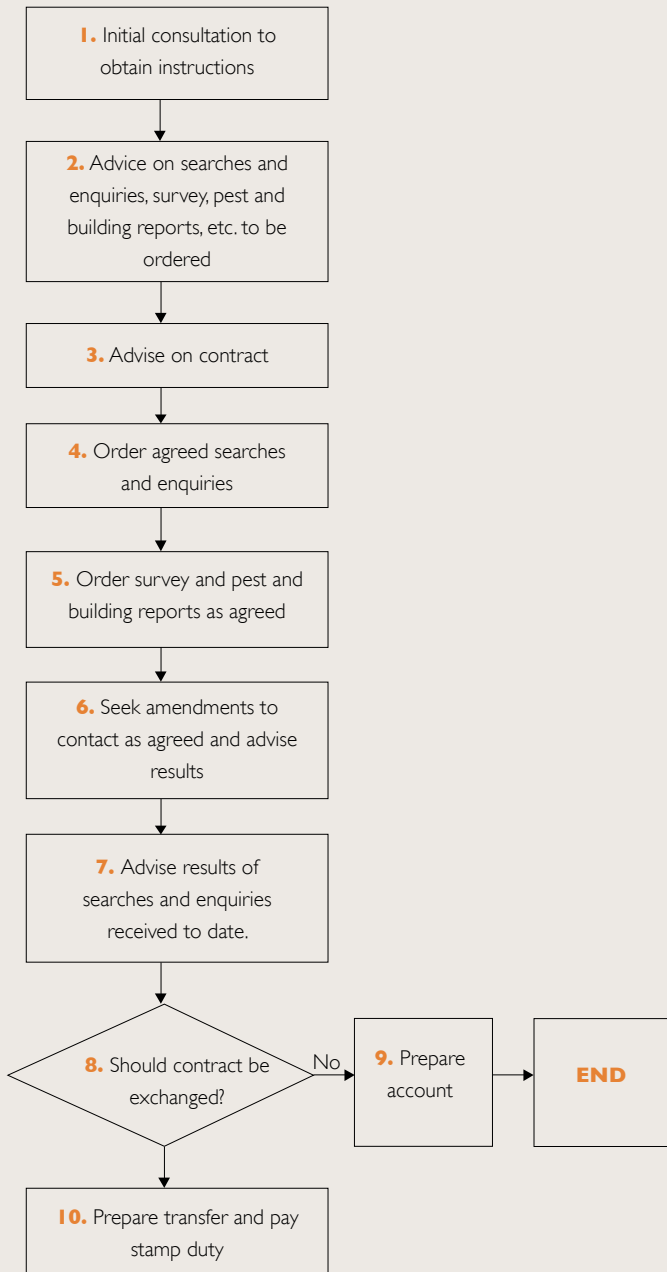 1. Initial consultation to
obtain instructions
2. Advice on searches and
enquiries, survey, pest and
building reports, etc. to be
ordered
3. Advise on contract
4. Order agreed searches
and enquiries
5. Order survey and pest and
building reports as agreed
6. Seek amendments to
contact as agreed and advise
results
7. Advise results of
searches and enquiries
received to date.
8. Should contract be
exchanged?
No
9. Prepare
account
END
10. Prepare transfer and pay
stamp duty